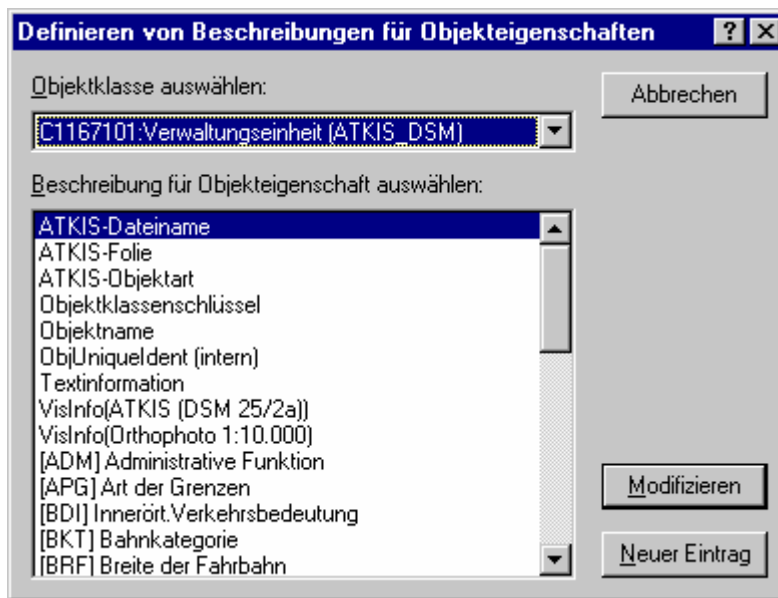 Definieren von Beschreibungen für Objekteigenschaften
Objektklasse auswählen:
Abbrechen
C1167101:Verwaltungseinheit (ATKIS_DSM)
Beschreibung für Objekteigenschaft auswählen:
ATKIS-Dateiname
ATKIS-Folie
ATKIS-Objektart
Objektklassenschlüssel
Objektname
ObjUniqueIdent (intern)
Textinformation
VisInfo(ATKIS (DSM 25/2a))
VisInfo(Orthophoto 1:10.000)
[ADM] Administrative Funktion
[APG] Art der Grenzen
[BDI] Innerört.Verkehrsbedeutung
[BKT] Bahnkategorie
[BRF] Breite der Fahrbahn
Modifizieren
Neuer Eintrag